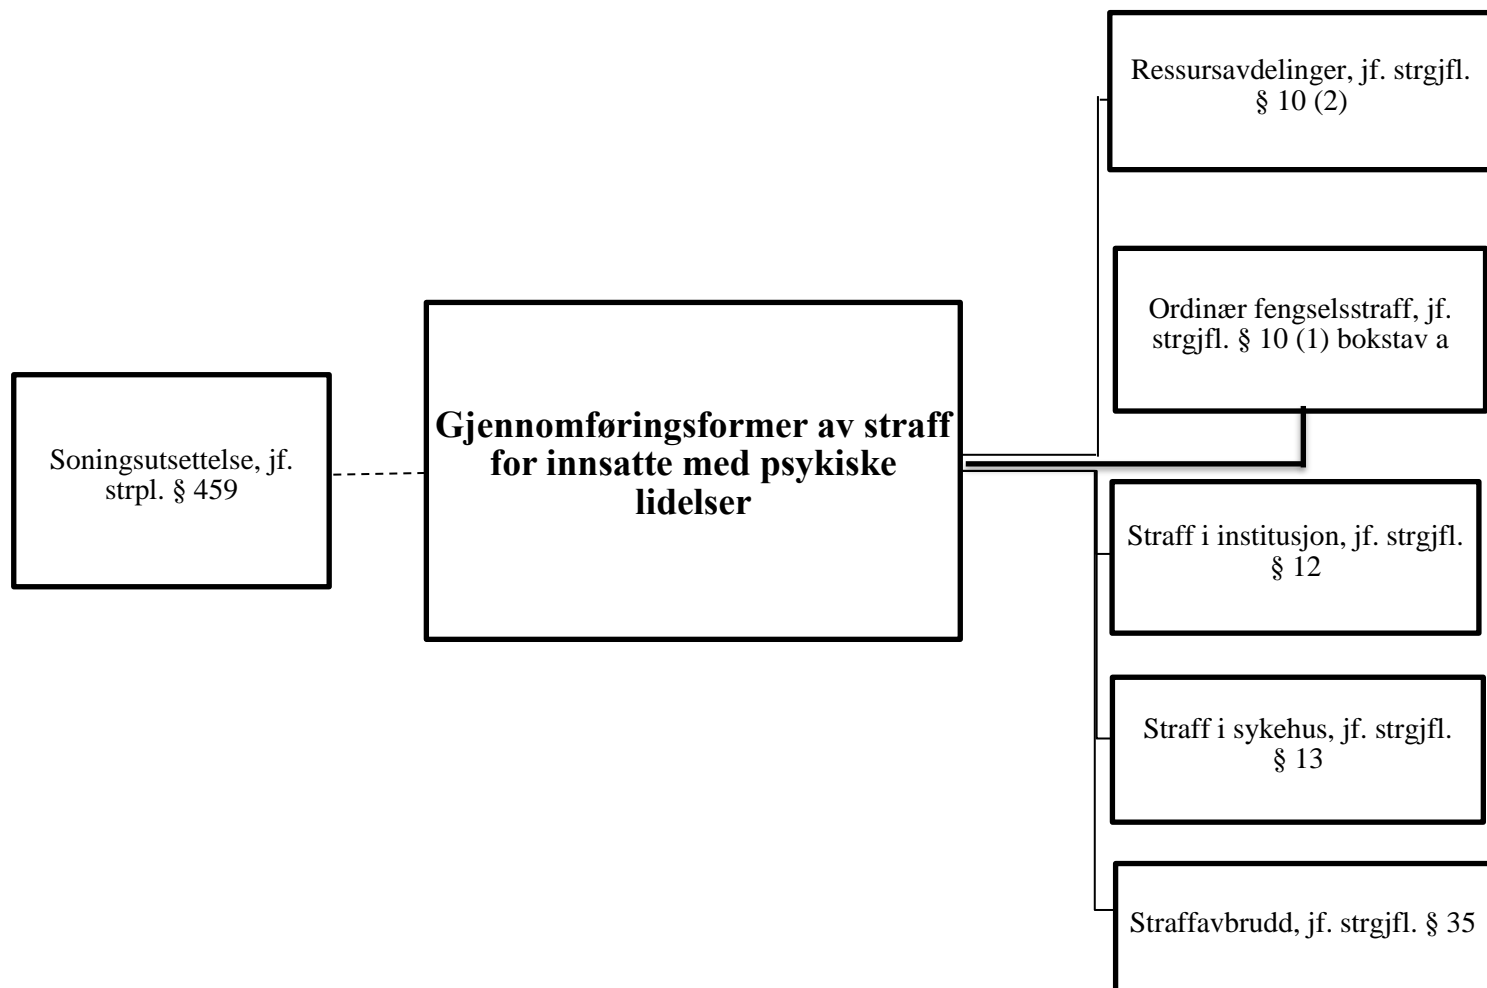 Soningsutsettelse, jf.
strpl. § 459
Gjennomføringsformer av straff
for innsatte med psykiske
lidelser
Ressursavdelinger, jf. strgjfl.
§ 10 (2)
Ordinær fengselsstraff, jf.
strgjfl. § 10 (1) bokstav a
Straff i institusjon, jf. strgjfl.
§ 12
Straff i sykehus, jf. strgjfl.
§ 13
Straffavbrudd, jf. strgjfl. § 35